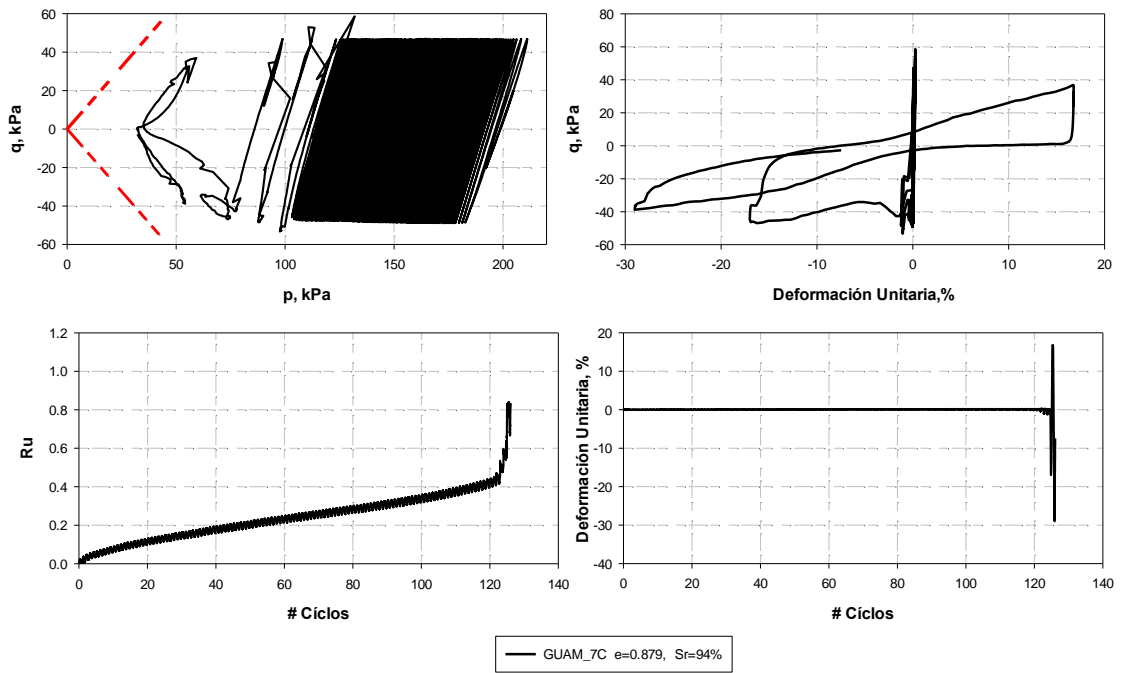 60
40
20
0
-20
-40
-60
q, kPa
0 50 100 150 200
p, kPa
80
60
40
20
0
-20
-40
-60
q, kPa
-30 -20 -10 0 10 20
Deformación Unitaria,%
1.2
1.0
0.8
0.6
0.4
0.2
0.0
Ru
0 20 40 60 80 100 120 140
# Cíclos
20
10
0
-10
-20
-30
-40
Deformación Unitaria, %
0 20 40 60 80 100 120 140
# Cíclos
GUAM_7C e=0.879, Sr=94%